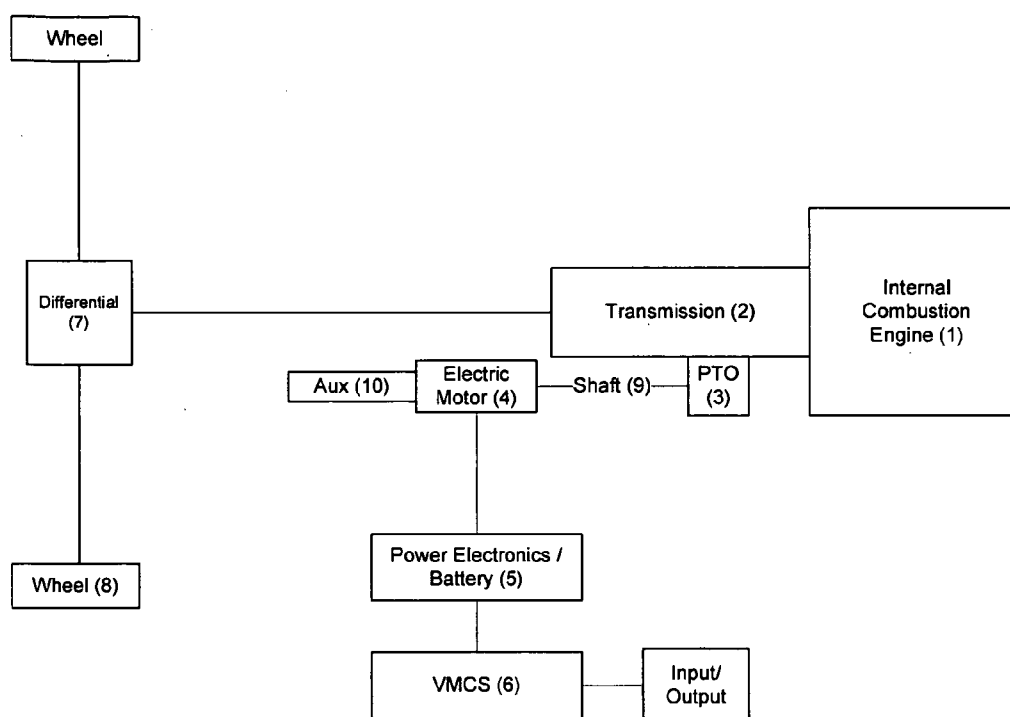 Wheel
Differential
(7)
Transmission (2)
Internal
Combustion
Engine (1)
Aux (10)
Electric
Motor (4)
Shaft (9)
PTO
(3)
Power Electronics /
Battery (5)
Wheel (8)
VMCS (6)
Input/
Output